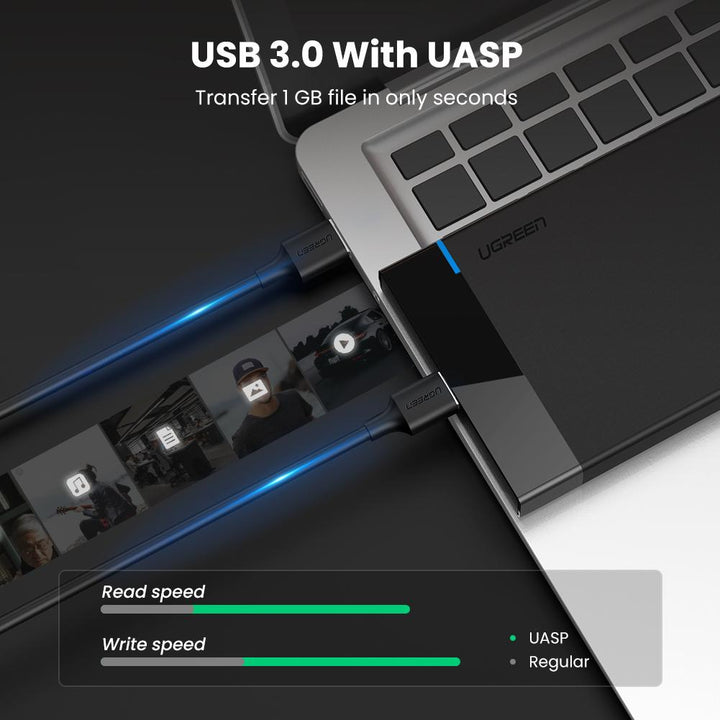 USB 3.0 With UASP
Transfer 1 GB file in only seconds
UGREEN
UGREEN
UGREEN
Read speed
Write speed
UASP
Regular